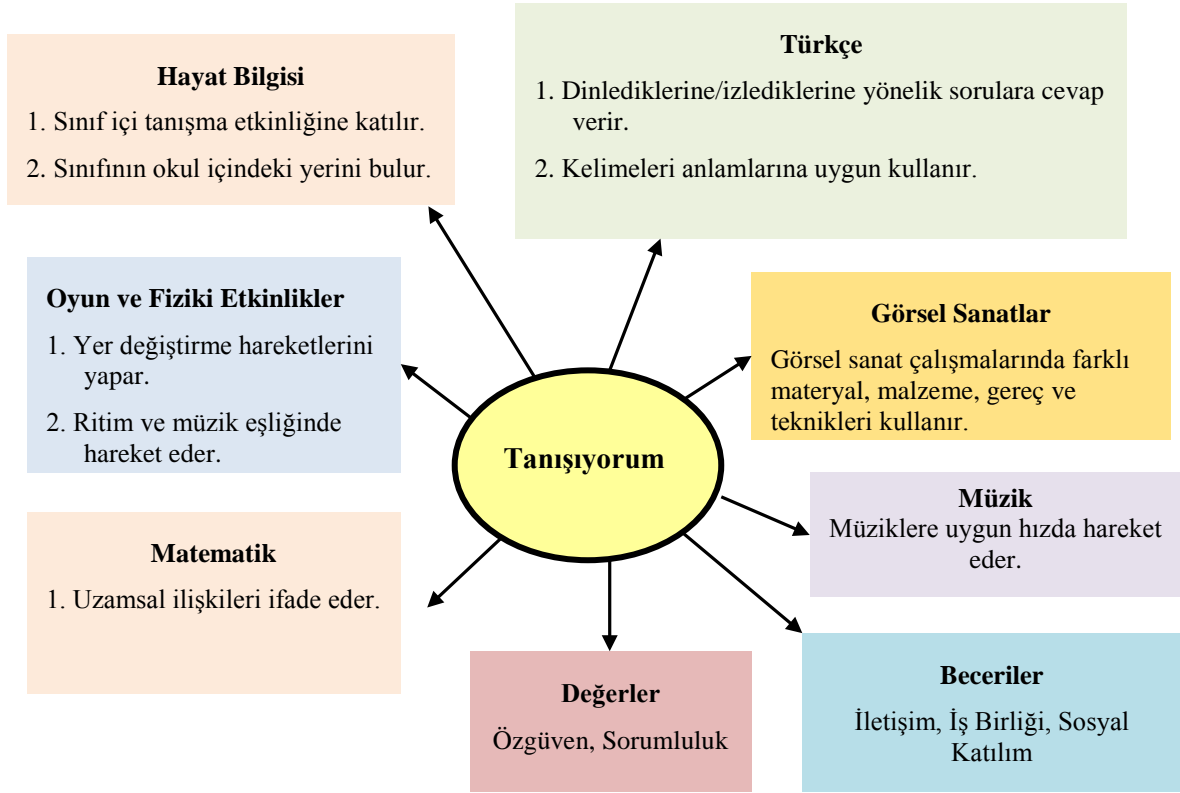 Hayat Bilgisi
1. Sınıf içi tanışma etkinliğine katılır.
2. Sınıfının okul içindeki yerini bulur.
Türkçe
1. Dinlediklerine/izlediklerine yönelik sorulara cevap
verir.
2. Kelimeleri anlamlarına uygun kullanır.
Oyun ve Fiziki Etkinlikler
1. Yer değiştirme hareketlerini
yapar.
2. Ritim ve müzik eşliğinde
hareket eder.
Görsel Sanatlar
Görsel sanat çalışmalarında farklı
materyal, malzeme, gereç ve
teknikleri kullanır.
Tanışıyorum
Müzik
Müziklere uygun hızda hareket
eder.
Matematik
1. Uzamsal ilişkileri ifade eder.
Değerler
Özgüven, Sorumluluk
Beceriler
İletişim, İş Birliği, Sosyal
Katılım